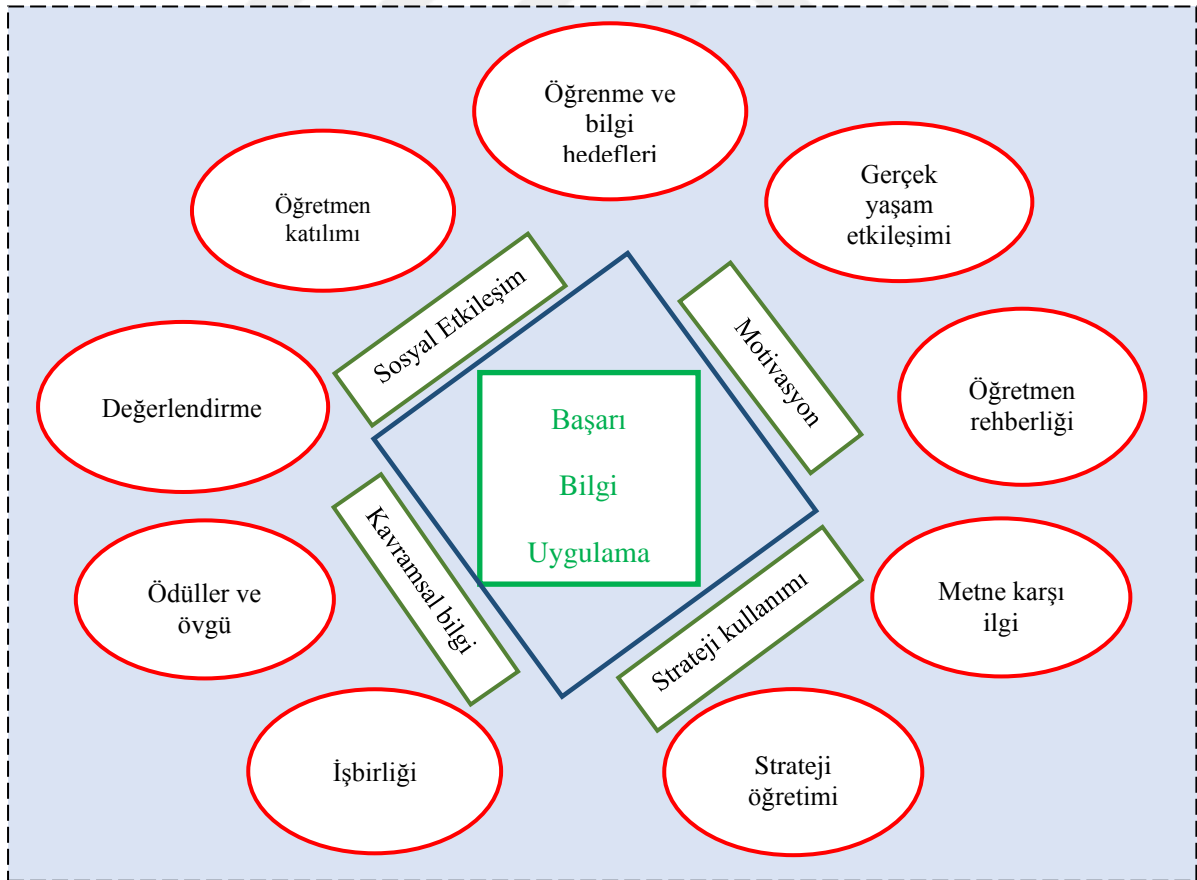 Öğrenme ve
bilgi
hedefleri
Öğretmen
katılımı
Gerçek
yaşam
etkileşimi
Sosyal Etkileşim
Motivasyon
Değerlendirme
Başarı
Bilgi
Uygulama
Öğretmen
rehberliği
Kavramsal bilgi
Strateji kullanımı
Ödüller ve
övgü
Metne karşı
ilgi
İşbirliği
Strateji
öğretimi